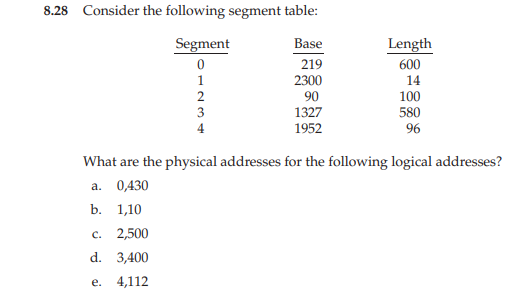 8.28 Consider the following segment table:
Segment Base Length
0 219 600
1 2300 14
2 90 100
3 1327 580
4 1952 96
What are the physical addresses for the following logical addresses?
a. 0,430
b. 1,10
c. 2,500
d. 3,400
e. 4,112